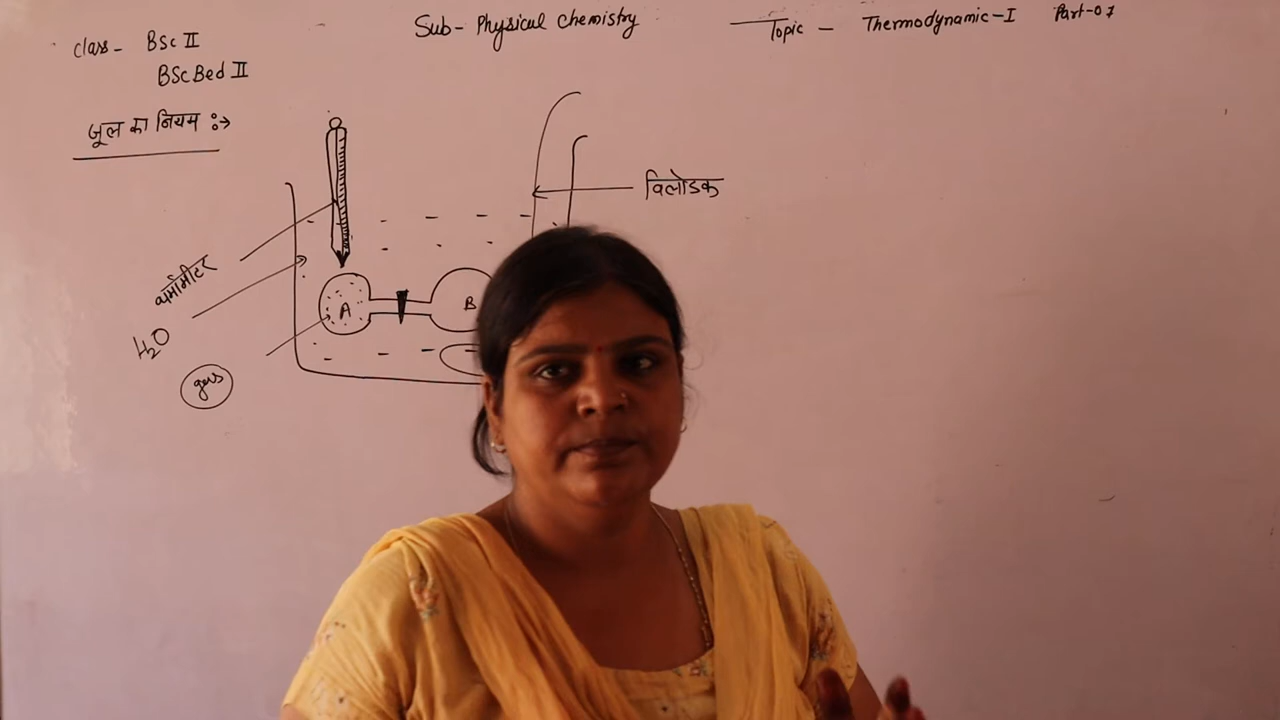 Class - BSc II
BSc Bed II
Sub - Physical Chemistry
Topic - Thermodynamic-I Part-07
जूल का नियम :→
विलोडक
थर्मामीटर
H2O
gas
A
B